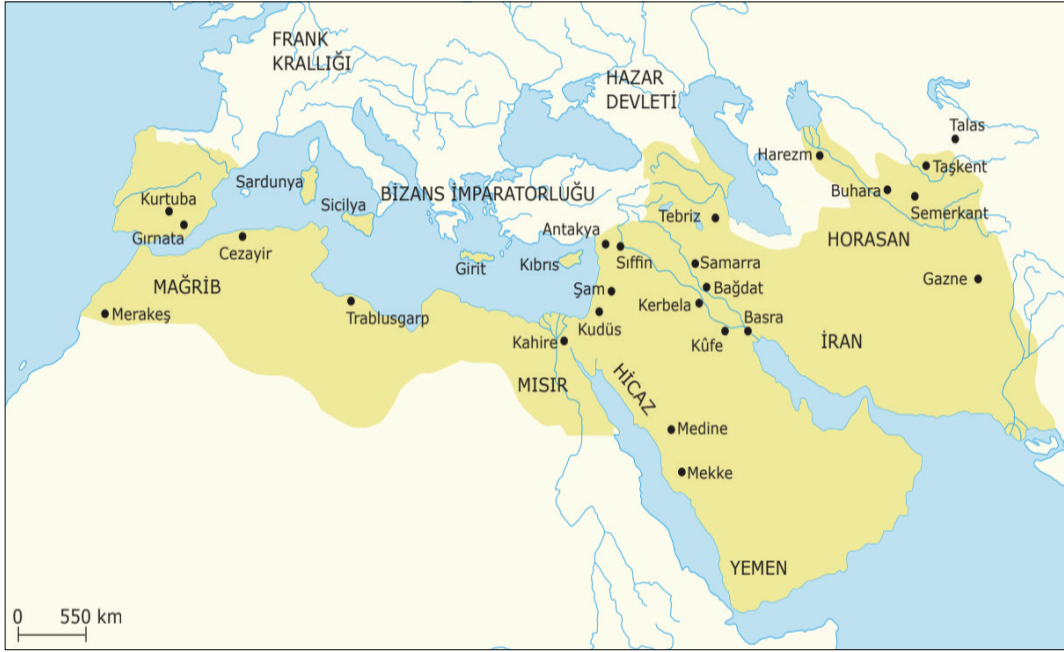 FRANK
KRALLIĞI
HAZAR
DEVLETİ
Talas
Harezm
Taşkent
Buhara
Semerkant
Sardunya
Kurtuba
Sicilya
BİZANS İMPARATORLUĞU
Tebriz
Gırnata
Cezayir
Antakya
HORASAN
Girit
Kıbrıs
Sıffin
Samarra
Gazne
MAĞRİB
Şam
Bağdat
Kerbela
Merakeş
Trablusgarp
Kudüs
Basra
Kahire
Kûfe
İRAN
MISIR
HİCAZ
Medine
Mekke
YEMEN
0 550 km